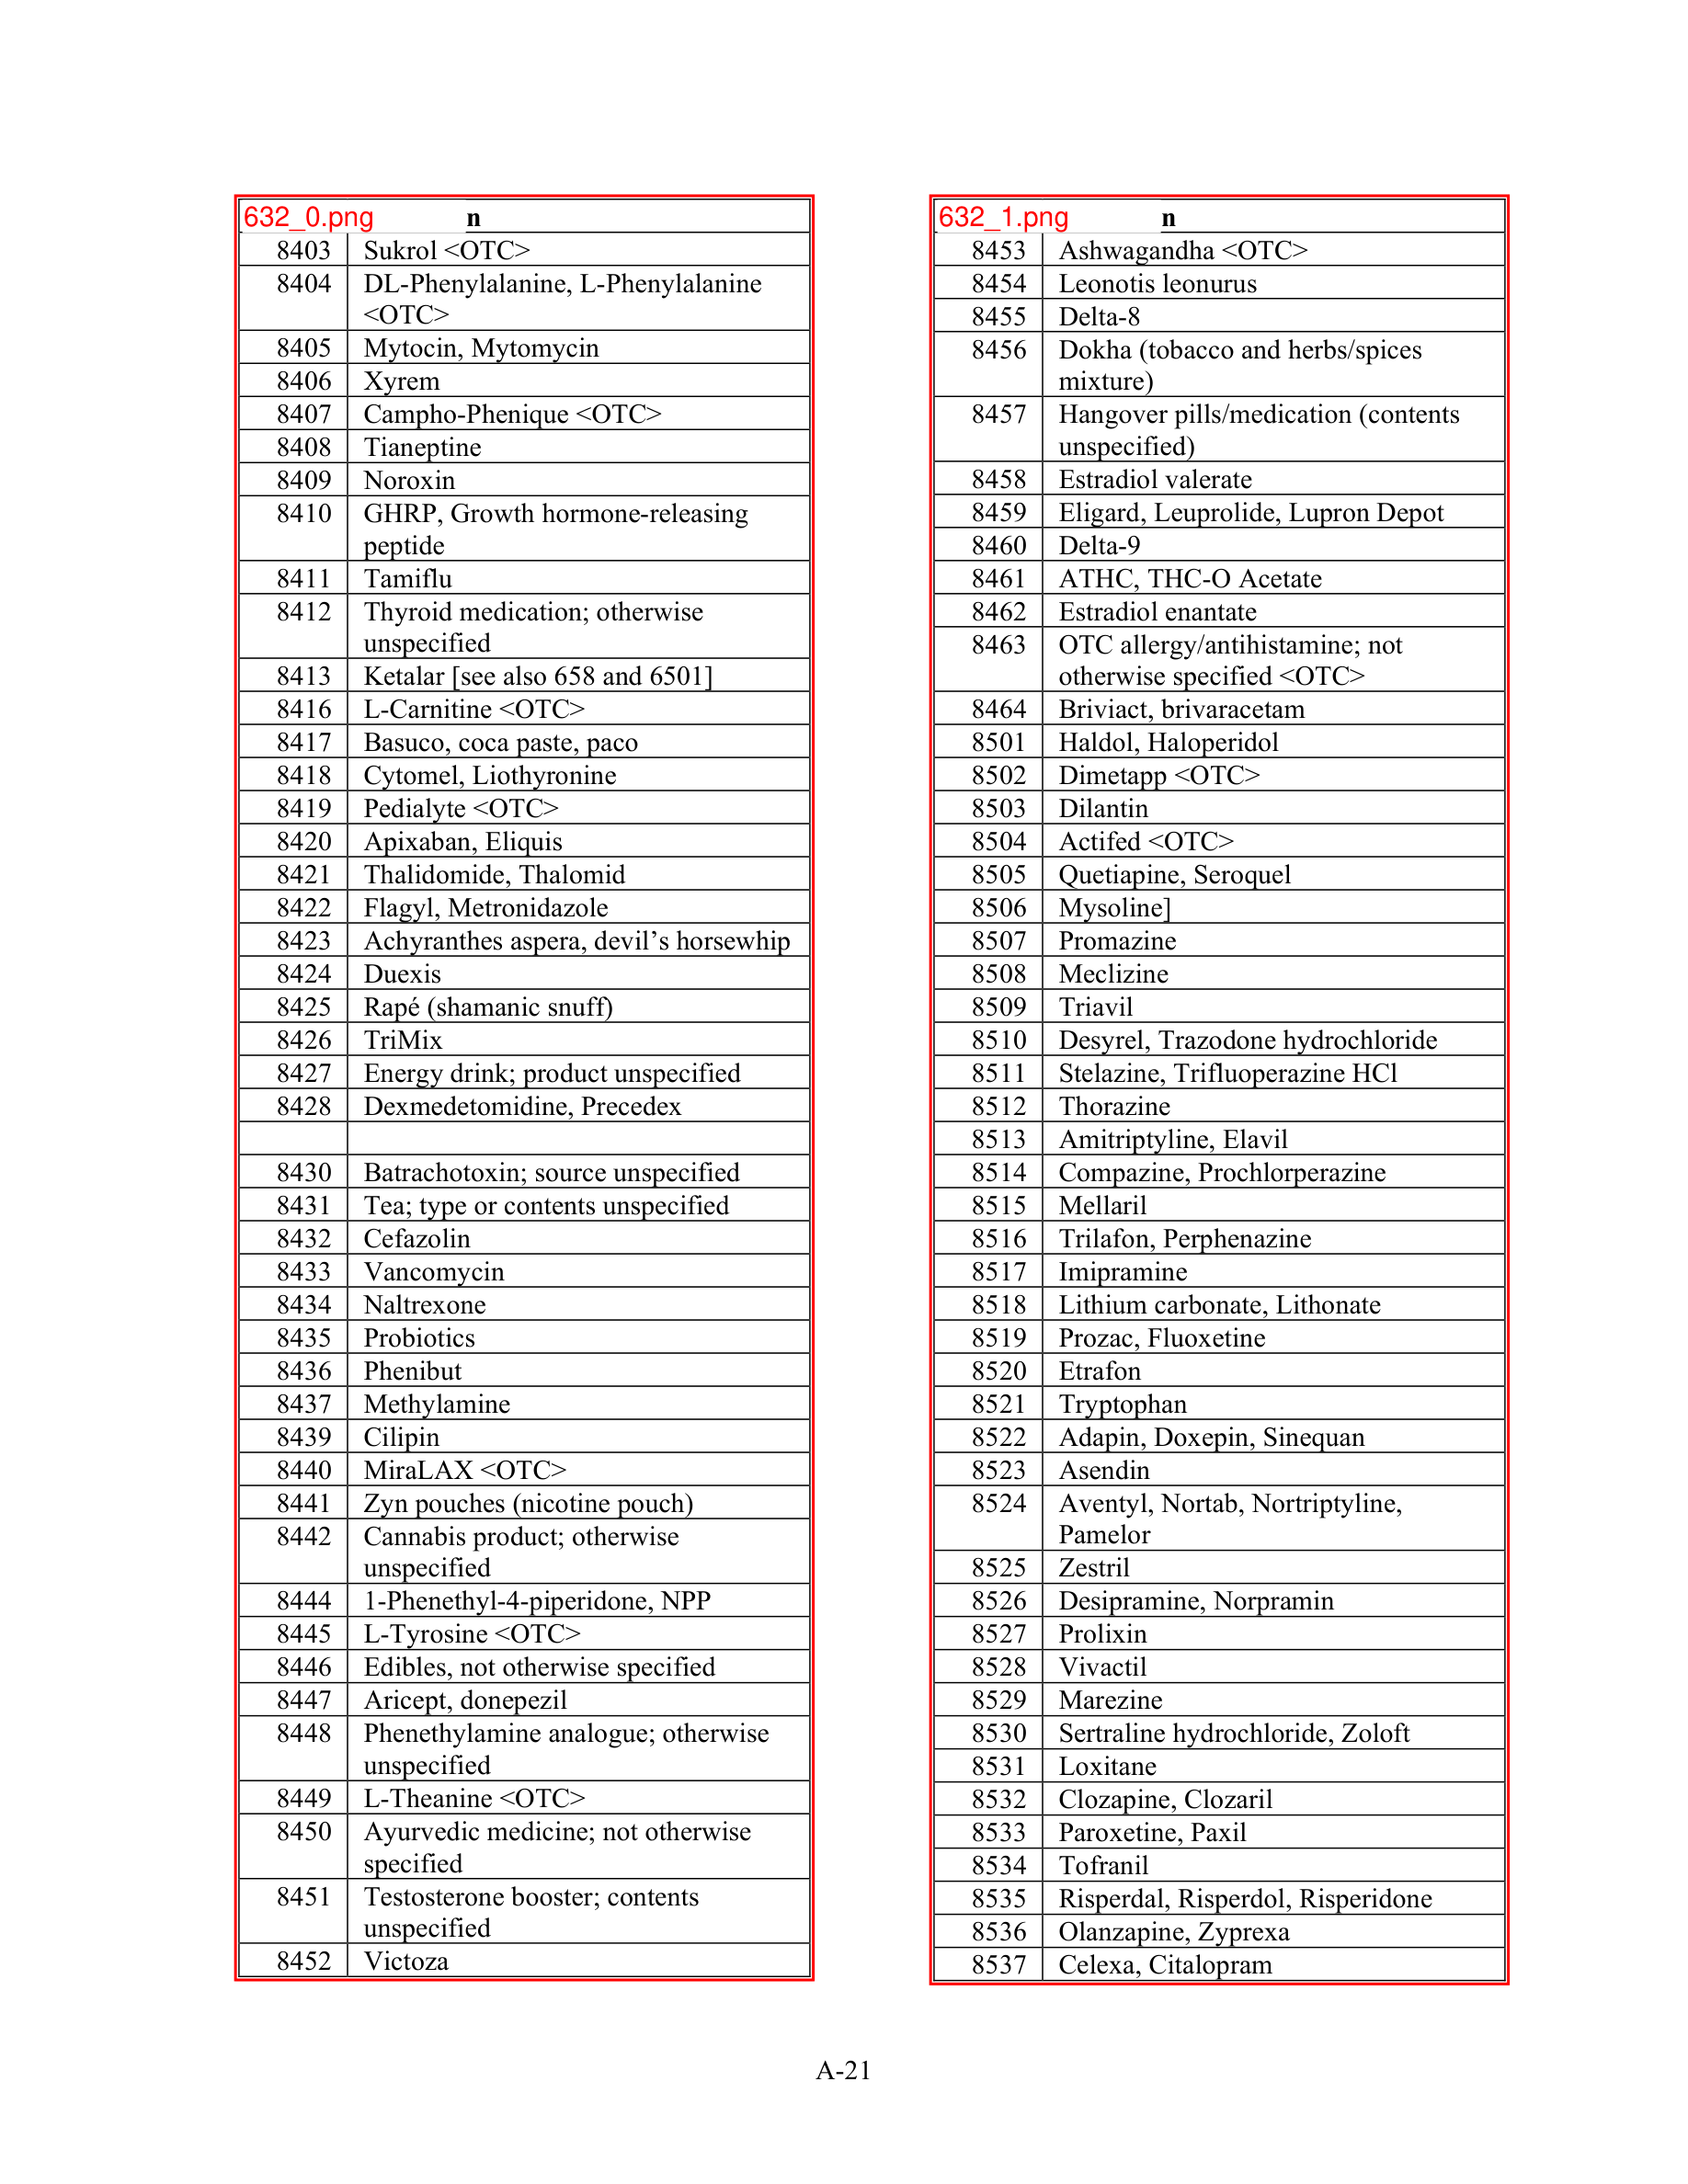 632_0.png n
8403 Sukrol <OTC>
8404 DL-Phenylalanine, L-Phenylalanine
<OTC>
8405 Mytocin, Mytomycin
8406 Xyrem
8407 Campho-Phenique <OTC>
8408 Tianeptine
8409 Noroxin
8410 GHRP, Growth hormone-releasing
peptide
8411 Tamiflu
8412 Thyroid medication; otherwise
unspecified
8413 Ketalar [see also 658 and 6501]
8416 L-Carnitine <OTC>
8417 Basuco, coca paste, paco
8418 Cytomel, Liothyronine
8419 Pedialyte <OTC>
8420 Apixaban, Eliquis
8421 Thalidomide, Thalomid
8422 Flagyl, Metronidazole
8423 Achyranthes aspera, devil’s horsewhip
8424 Duexis
8425 Rapé (shamanic snuff)
8426 TriMix
8427 Energy drink; product unspecified
8428 Dexmedetomidine, Precedex
8430 Batrachotoxin; source unspecified
8431 Tea; type or contents unspecified
8432 Cefazolin
8433 Vancomycin
8434 Naltrexone
8435 Probiotics
8436 Phenibut
8437 Methylamine
8439 Cilipin
8440 MiraLAX <OTC>
8441 Zyn pouches (nicotine pouch)
8442 Cannabis product; otherwise
unspecified
8444 1-Phenethyl-4-piperidone, NPP
8445 L-Tyrosine <OTC>
8446 Edibles, not otherwise specified
8447 Aricept, donepezil
8448 Phenethylamine analogue; otherwise
unspecified
8449 L-Theanine <OTC>
8450 Ayurvedic medicine; not otherwise
specified
8451 Testosterone booster; contents
unspecified
8452 Victoza
632_1.png n
8453 Ashwagandha <OTC>
8454 Leonotis leonurus
8455 Delta-8
8456 Dokha (tobacco and herbs/spices
mixture)
8457 Hangover pills/medication (contents
unspecified)
8458 Estradiol valerate
8459 Eligard, Leuprolide, Lupron Depot
8460 Delta-9
8461 ATHC, THC-O Acetate
8462 Estradiol enantate
8463 OTC allergy/antihistamine; not
otherwise specified <OTC>
8464 Briviact, brivaracetam
8501 Haldol, Haloperidol
8502 Dimetapp <OTC>
8503 Dilantin
8504 Actifed <OTC>
8505 Quetiapine, Seroquel
8506 Mysoline]
8507 Promazine
8508 Meclizine
8509 Triavil
8510 Desyrel, Trazodone hydrochloride
8511 Stelazine, Trifluoperazine HCl
8512 Thorazine
8513 Amitriptyline, Elavil
8514 Compazine, Prochlorperazine
8515 Mellaril
8516 Trilafon, Perphenazine
8517 Imipramine
8518 Lithium carbonate, Lithonate
8519 Prozac, Fluoxetine
8520 Etrafon
8521 Tryptophan
8522 Adapin, Doxepin, Sinequan
8523 Asendin
8524 Aventyl, Nortab, Nortriptyline,
Pamelor
8525 Zestril
8526 Desipramine, Norpramin
8527 Prolixin
8528 Vivactil
8529 Marezine
8530 Sertraline hydrochloride, Zoloft
8531 Loxitane
8532 Clozapine, Clozaril
8533 Paroxetine, Paxil
8534 Tofranil
8535 Risperdal, Risperdol, Risperidone
8536 Olanzapine, Zyprexa
8537 Celexa, Citalopram
A-21